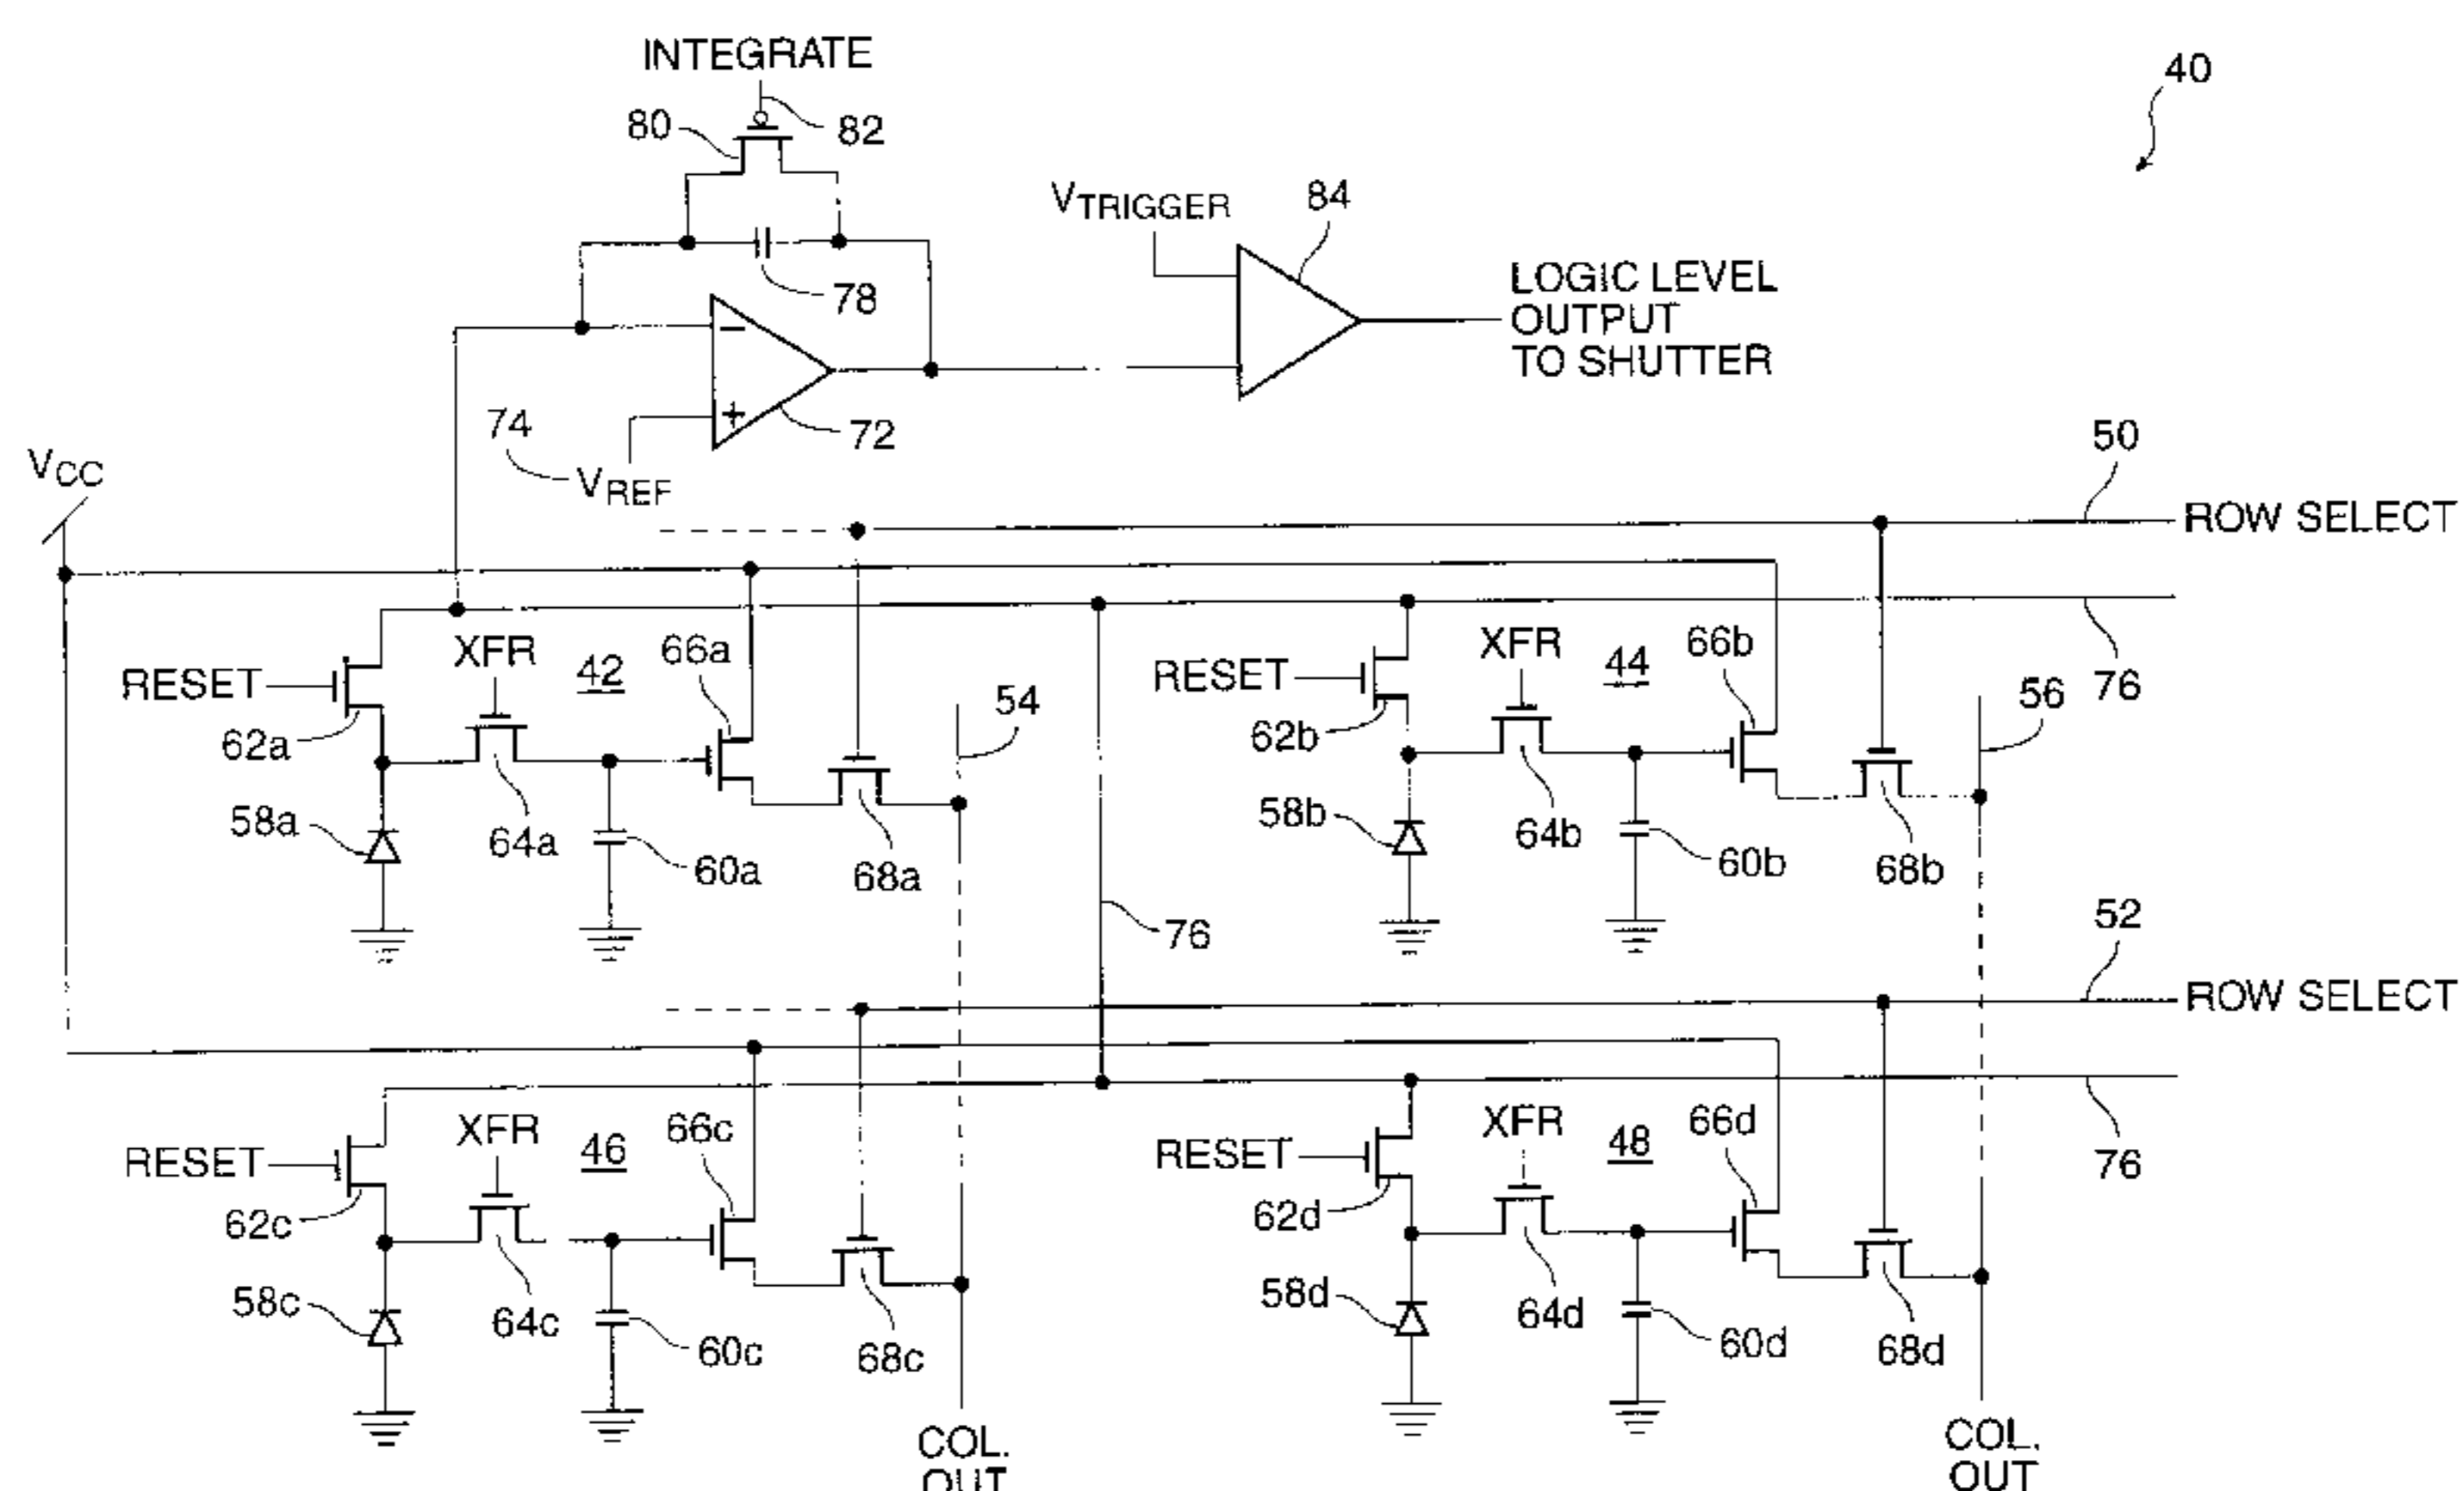 INTEGRATE
40
80
82
V TRIGGER
84
78
LOGIC LEVEL
OUTPUT
TO SHUTTER
74
72
50
VCC
VREF
ROW SELECT
XFR
42
66a
XFR
44
66b
RESET
54
RESET
76
56
62a
62b
58a
64a
60a
68a
58b
64b
60b
68b
76
52
ROW SELECT
XFR
46
66c
XFR
48
66d
RESET
RESET
76
62c
62d
58c
64c
60c
68c
58d
64d
60d
68d
COL.
OUT
COL.
OUT